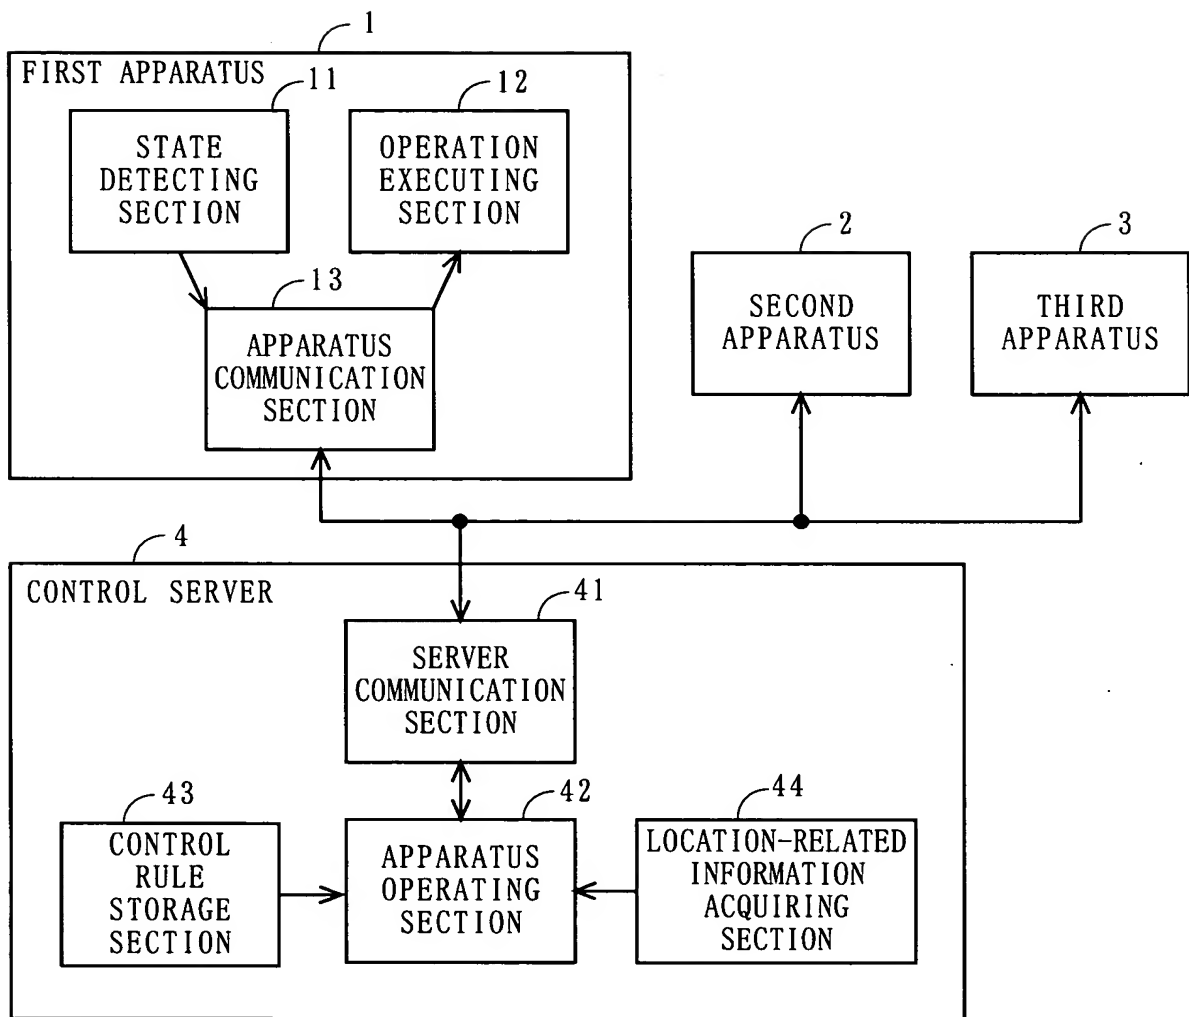 1
FIRST APPARATUS
11
12
STATE
DETECTING
SECTION
OPERATION
EXECUTING
SECTION
13
APPARATUS
COMMUNICATION
SECTION
2
3
SECOND
APPARATUS
THIRD
APPARATUS
4
CONTROL SERVER
41
SERVER
COMMUNICATION
SECTION
43
42
44
CONTROL
RULE
STORAGE
SECTION
APPARATUS
OPERATING
SECTION
LOCATION-RELATED
INFORMATION
ACQUIRING
SECTION